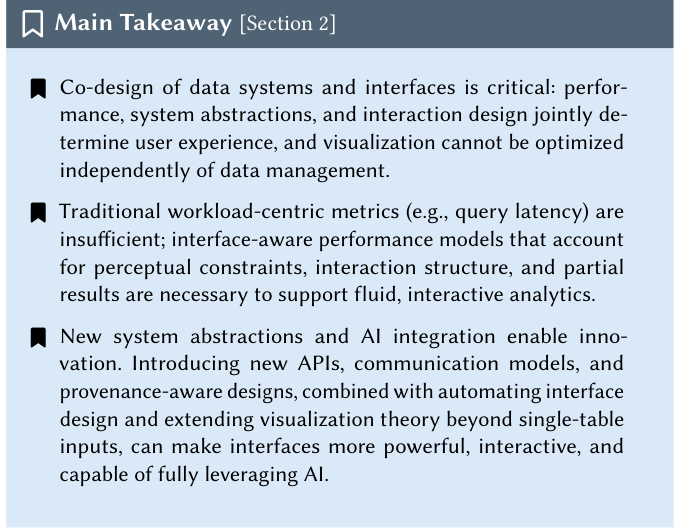 Main Takeaway [Section 2]
Co-design of data systems and interfaces is critical: perfor-
mance, system abstractions, and interaction design jointly de-
termine user experience, and visualization cannot be optimized
independently of data management.
Traditional workload-centric metrics (e.g., query latency) are
insufficient; interface-aware performance models that account
for perceptual constraints, interaction structure, and partial
results are necessary to support fluid, interactive analytics.
New system abstractions and AI integration enable inno-
vation. Introducing new APIs, communication models, and
provenance-aware designs, combined with automating interface
design and extending visualization theory beyond single-table
inputs, can make interfaces more powerful, interactive, and
capable of fully leveraging AI.